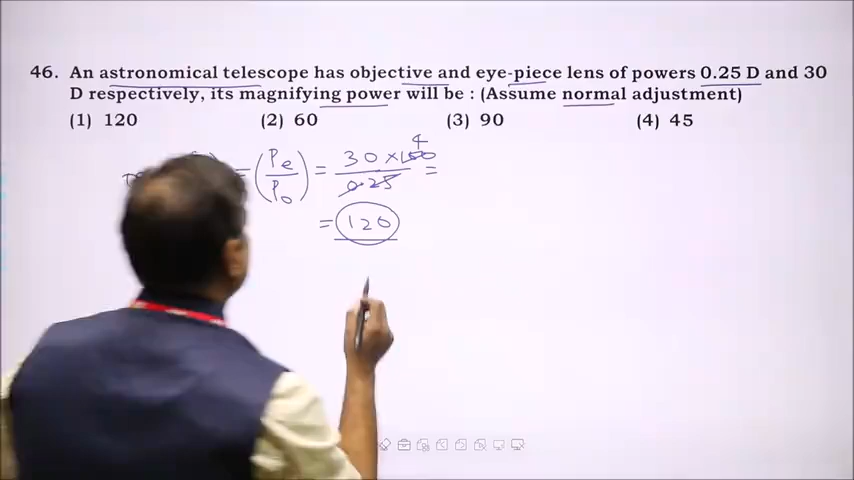 46. An astronomical telescope has objective and eye-piece lens of powers 0.25 D and 30
D respectively, its magnifying power will be : (Assume normal adjustment)
(1) 120 (2) 60 (3) 90 (4) 45
= (Pe/Po) = 30 × 100/0.25 =
4
= 120